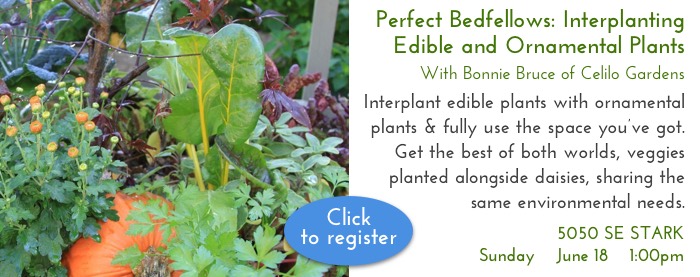 Perfect Bedfellows: Interplanting
Edible and Ornamental Plants
With Bonnie Bruce of Celilo Gardens
Interplant edible plants with ornamental
plants & fully use the space you've got.
Get the best of both worlds, veggies
planted alongside daisies, sharing the
same environmental needs.
Click
to register
5050 SE STARK
Sunday June 18 1:00pm